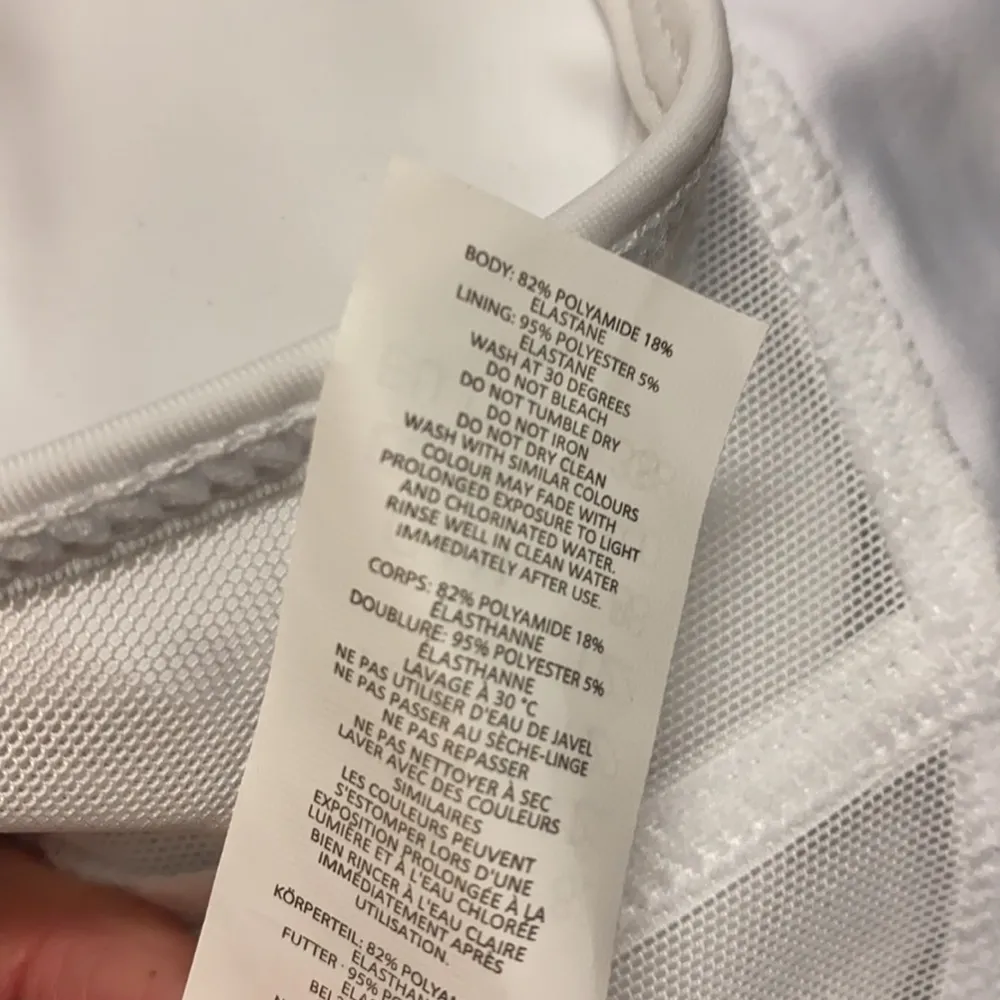 BODY: 82% POLYAMIDE 18%
ELASTANE
LINING: 95% POLYESTER 5%
ELASTANE
WASH AT 30 DEGREES
DO NOT BLEACH
DO NOT TUMBLE DRY
DO NOT IRON
DO NOT DRY CLEAN
WASH WITH SIMILAR COLOURS
COLOUR MAY FADE WITH
PROLONGED EXPOSURE TO LIGHT
AND CHLORINATED WATER.
RINSE WELL IN CLEAN WATER
IMMEDIATELY AFTER USE.
CORPS: 82% POLYAMIDE 18%
ÉLASTHANNE
DOUBLURE: 95% POLYESTER 5%
ÉLASTHANNE
LAVAGE À 30 °C
NE PAS UTILISER D'EAU DE JAVEL
NE PAS PASSER AU SÈCHE-LINGE
NE PAS REPASSER
NE PAS NETTOYER À SEC
LAVER AVEC DES COULEURS
SIMILAIRES
LES COULEURS PEUVENT
S'ESTOMPER LORS D'UNE
EXPOSITION PROLONGÉE À LA
LUMIÈRE ET À L'EAU CHLORÉE
BIEN RINCER À L'EAU CLAIRE
IMMÉDIATEMENT APRÈS
UTILISATION.
KÖRPERTEIL: 82% POLYA
ELASTHAN
FUTTER: 95% P